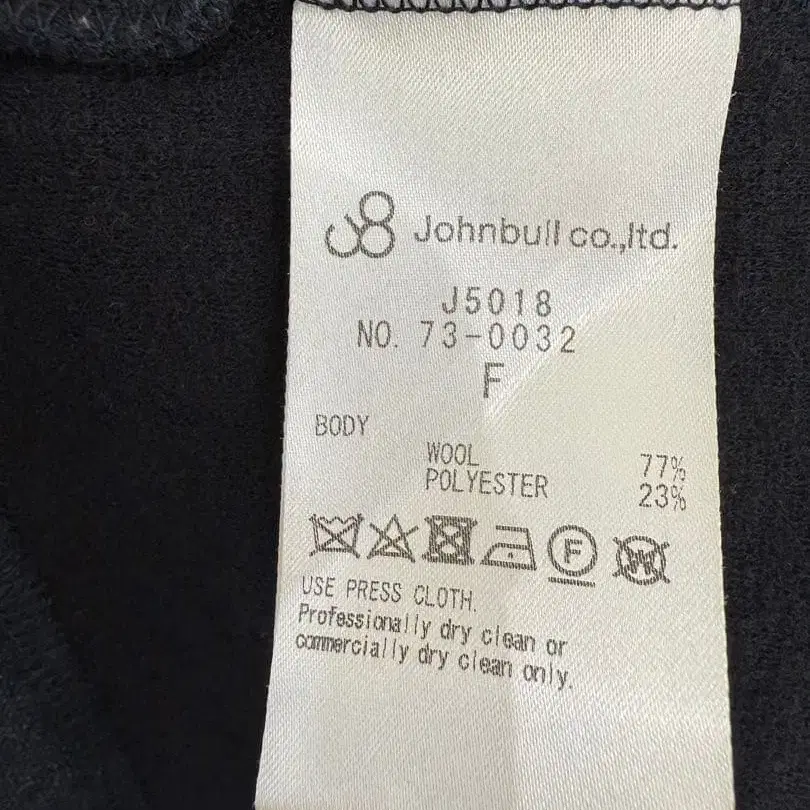 Johnbull co.,ltd.
J5018
NO. 73-0032
F
BODY
WOOL 77%
POLYESTER 23%
F W
USE PRESS CLOTH.
Professionally dry clean or
commercially dry clean only.